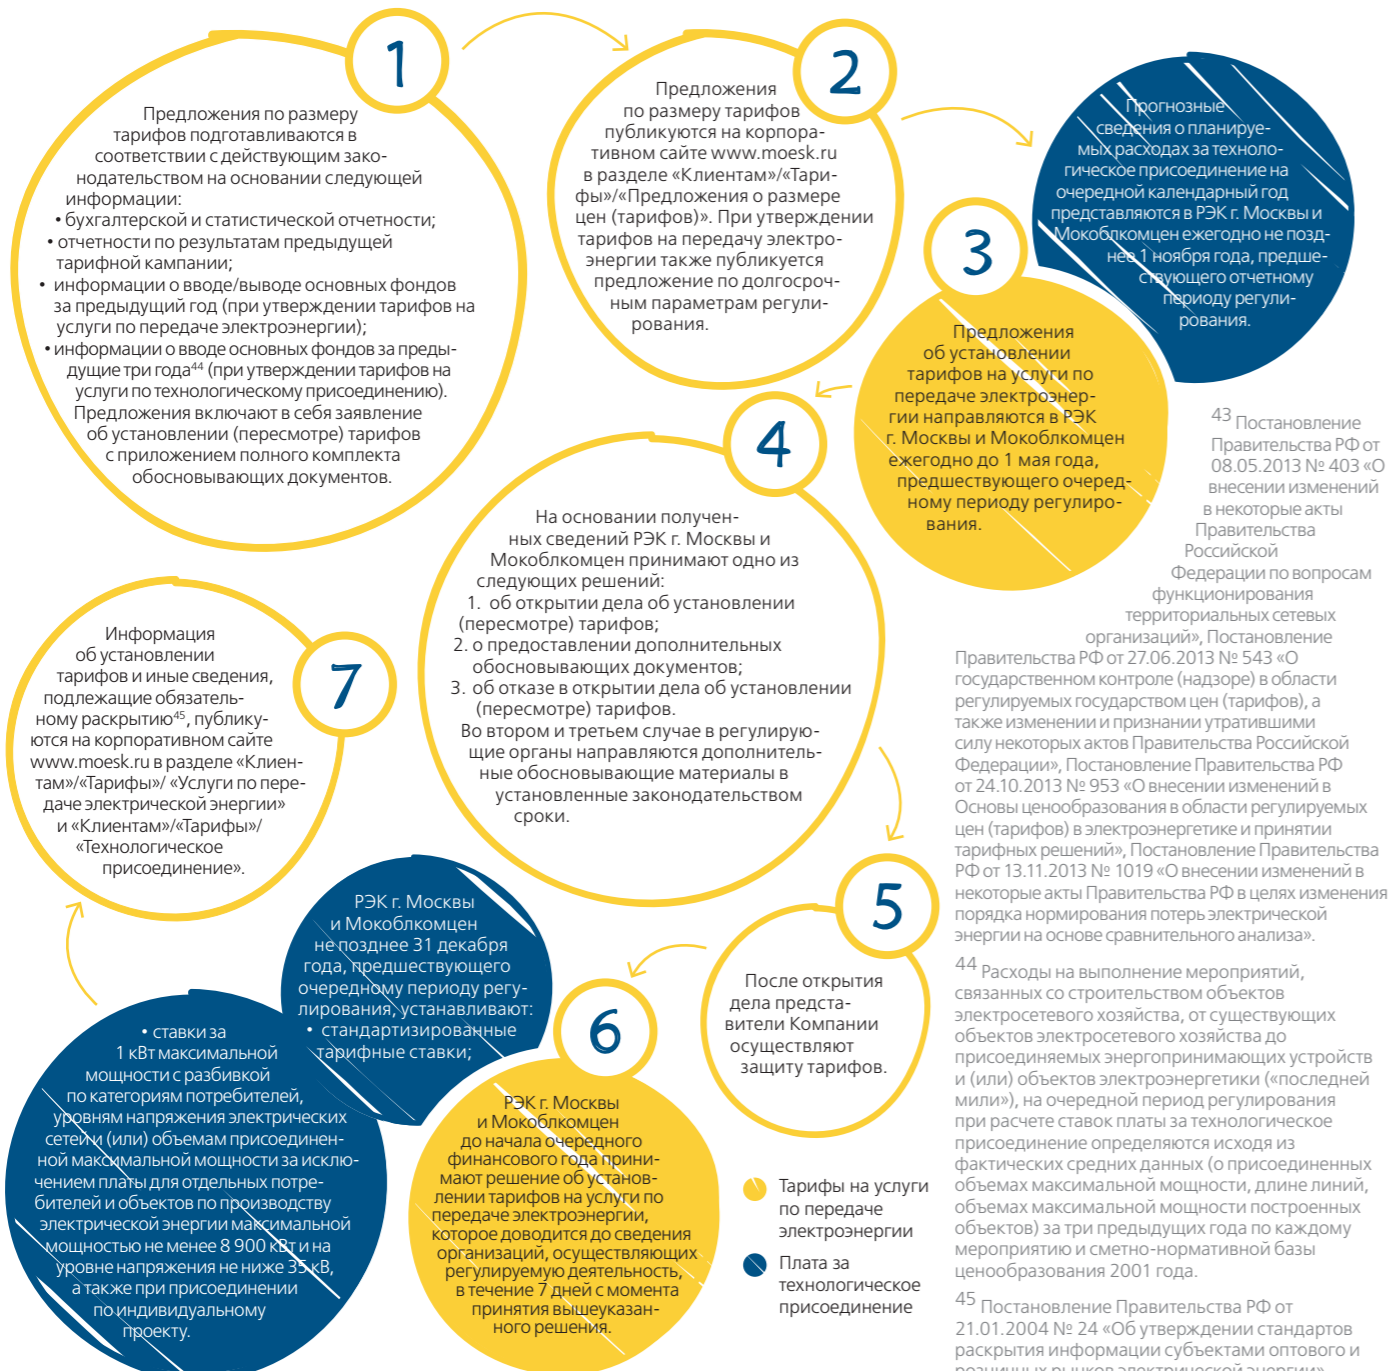 1
Предложения по размеру
тарифов подготавливаются в
соответствии с действующим зако-
нодательством на основании следующей
информации:
• бухгалтерской и статистической отчетности;
• отчетности по результатам предыдущей
тарифной кампании;
• информации о вводе/выводе основных фондов
за предыдущий год (при утверждении тарифов на
услуги по передаче электроэнергии);
• информации о вводе основных фондов за преды-
дущие три года⁴⁴ (при утверждении тарифов на
услуги по технологическому присоединению).
Предложения включают в себя заявление
об установлении (пересмотре) тарифов
с приложением полного комплекта
обосновывающих документов.
2
Предложения
по размеру тарифов
публикуются на корпора-
тивном сайте www.moesk.ru
в разделе «Клиентам»/«Тари-
фы»/«Предложения о размере
цен (тарифов)». При утверждении
тарифов на передачу электро-
энергии также публикуется
предложение по долгосроч-
ным параметрам регули-
рования.
Прогнозные
сведения о планируе-
мых расходах за техноло-
гическое присоединение на
очередной календарный год
представляются в РЭК г. Москвы и
Мокоблкомцен ежегодно не позд-
нее 1 ноября года, предше-
ствующего отчетному
периоду регули-
рования.
3
Предложения
об установлении
тарифов на услуги по
передаче электроэнер-
гии направляются в РЭК
г. Москвы и Мокоблкомцен
ежегодно до 1 мая года,
предшествующего очеред-
ному периоду регулиро-
вания.
4
На основании получен-
ных сведений РЭК г. Москвы и
Мокоблкомцен принимают одно из
следующих решений:
1. об открытии дела об установлении
(пересмотре) тарифов;
2. о предоставлении дополнительных
обосновывающих документов;
3. об отказе в открытии дела об установлении
(пересмотре) тарифов.
Во втором и третьем случае в регулирую-
щие органы направляются дополнитель-
ные обосновывающие материалы в
установленные законодательством
сроки.
5
После открытия
дела предста-
вители Компании
осуществляют
защиту тарифов.
6
РЭК г. Москвы
и Мокоблкомцен
до начала очередного
финансового года прини-
мают решение об установ-
лении тарифов на услуги по
передаче электроэнергии,
которое доводится до сведения
организаций, осуществляющих
регулируемую деятельность,
в течение 7 дней с момента
принятия вышеуказан-
ного решения.
РЭК г. Москвы
и Мокоблкомцен
не позднее 31 декабря
года, предшествующего
очередному периоду регу-
лирования, устанавливают:
• стандартизированные
тарифные ставки;
• ставки за
1 кВт максимальной
мощности с разбивкой
по категориям потребителей,
уровням напряжения электрических
сетей и (или) объемам присоединен-
ной максимальной мощности за исклю-
чением платы для отдельных потре-
бителей и объектов по производству
электрической энергии максимальной
мощностью не менее 8 900 кВт и на
уровне напряжения не ниже 35 кВ,
а также при присоединении
по индивидуальному
проекту.
7
Информация
об установлении
тарифов и иные сведения,
подлежащие обязатель-
ному раскрытию⁴⁵, публику-
ются на корпоративном сайте
www.moesk.ru в разделе «Клиен-
там»/«Тарифы»/ «Услуги по пере-
даче электрической энергии»
и «Клиентам»/«Тарифы»/
«Технологическое
присоединение».
Тарифы на услуги
по передаче
электроэнергии
Плата за
технологическое
присоединение
43 Постановление
Правительства РФ от
08.05.2013 № 403 «О
внесении изменений
в некоторые акты
Правительства
Российской
Федерации по вопросам
функционирования
территориальных сетевых
организаций», Постановление
Правительства РФ от 27.06.2013 № 543 «О
государственном контроле (надзоре) в области
регулируемых государством цен (тарифов), а
также изменении и признании утратившими
силу некоторых актов Правительства Российской
Федерации», Постановление Правительства РФ
от 24.10.2013 № 953 «О внесении изменений в
Основы ценообразования в области регулируемых
цен (тарифов) в электроэнергетике и принятии
тарифных решений», Постановление Правительства
РФ от 13.11.2013 № 1019 «О внесении изменений в
некоторые акты Правительства РФ в целях изменения
порядка нормирования потерь электрической
энергии на основе сравнительного анализа».
44 Расходы на выполнение мероприятий,
связанных со строительством объектов
электросетевого хозяйства, от существующих
объектов электросетевого хозяйства до
присоединяемых энергопринимающих устройств
и (или) объектов электроэнергетики («последней
мили»), на очередной период регулирования
при расчете ставок платы за технологическое
присоединение определяются исходя из
фактических средних данных (о присоединенных
объемах максимальной мощности, длине линий,
объемах максимальной мощности построенных
объектов) за три предыдущих года по каждому
мероприятию и сметно-нормативной базы
ценообразования 2001 года.
45 Постановление Правительства РФ от
21.01.2004 № 24 «Об утверждении стандартов
раскрытия информации субъектами оптового и
розничных рынков электрической энергии»